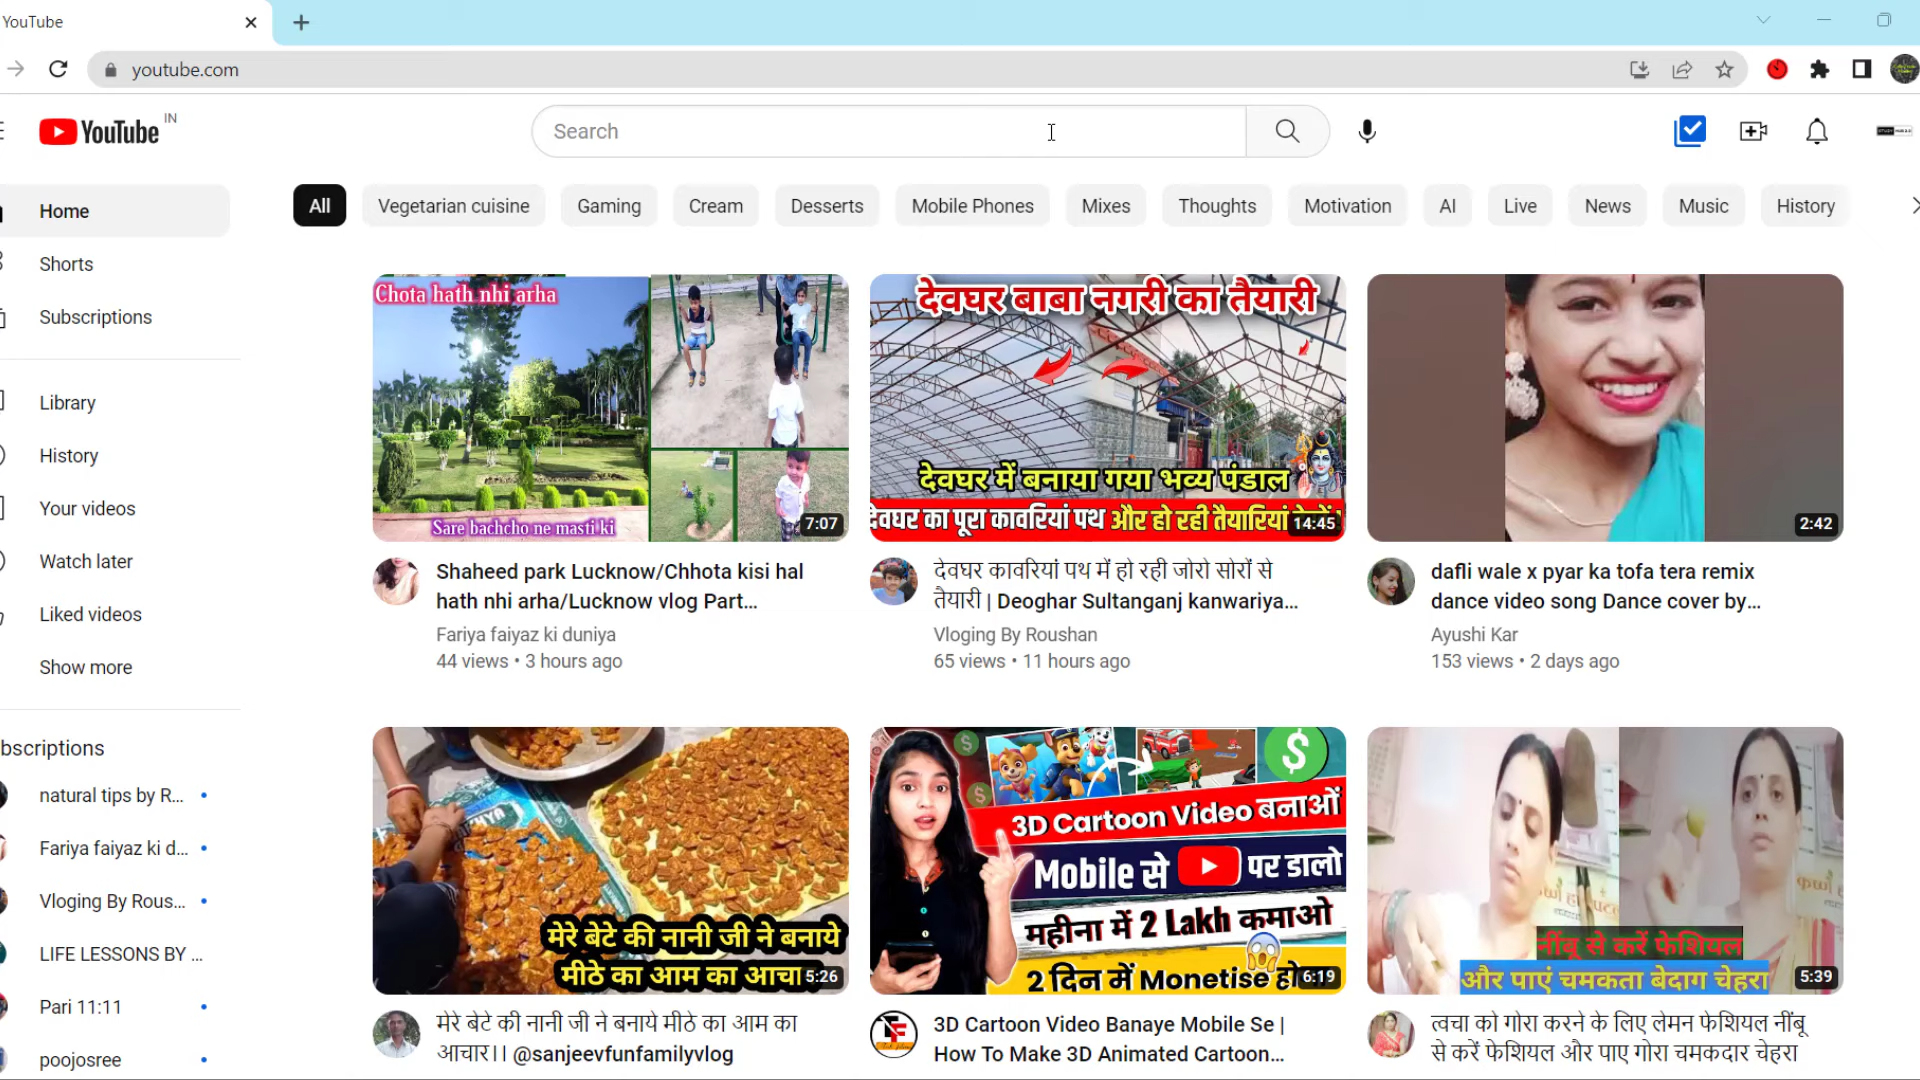 YouTube
youtube.com
YouTube IN
Search
Home
Shorts
Subscriptions
Library
History
Your videos
Watch later
Liked videos
Show more
bscriptions
natural tips by R...
Fariya faiyaz ki d...
Vloging By Rous...
LIFE LESSONS BY ...
Pari 11:11
poojosree
All
Vegetarian cuisine
Gaming
Cream
Desserts
Mobile Phones
Mixes
Thoughts
Motivation
AI
Live
News
Music
History
Chota hath nhi arha
Sare bachcho ne masti ki
7:07
Shaheed park Lucknow/Chhota kisi hal
hath nhi arha/Lucknow vlog Part...
Fariya faiyaz ki duniya
44 views • 3 hours ago
देवघर बाबा नगरी का तैयारी
देवघर में बनाया गया भव्य पंडाल
देवघर का पूरा कावरियां पथ और हो रही तैयारियां
14:45
देवघर कावरियां पथ में हो रही जोरो सोरों से
तैयारी | Deoghar Sultanganj kanwariya...
Vloging By Roushan
65 views • 11 hours ago
2:42
dafli wale x pyar ka tofa tera remix
dance video song Dance cover by...
Ayushi Kar
153 views • 2 days ago
मेरे बेटे की नानी जी ने बनाये
मीठे का आम का आचा
5:26
मेरे बेटे की नानी जी ने बनाये मीठे का आम का
आचार।। @sanjeevfunfamilyvlog
3D Cartoon Video बनाओं
Mobile से पर डालो
महीना में 2 Lakh कमाओ
2 दिन में Monetise
6:19
3D Cartoon Video Banaye Mobile Se |
How To Make 3D Animated Cartoon...
नींबू से करें फेशियल
और पाएं चमकता बेदाग चेहरा
5:39
त्वचा को गोरा करने के लिए लेमन फेशियल नींबू
से करें फेशियल और पाए गोरा चमकदार चेहरा